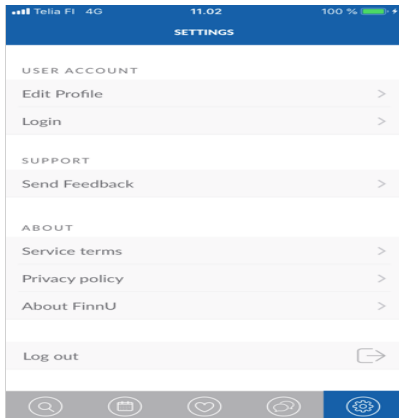 Telia FI 4G 11.02 100 %
SETTINGS
USER ACCOUNT
Edit Profile
Login
SUPPORT
Send Feedback
ABOUT
Service terms
Privacy policy
About FinnU
Log out